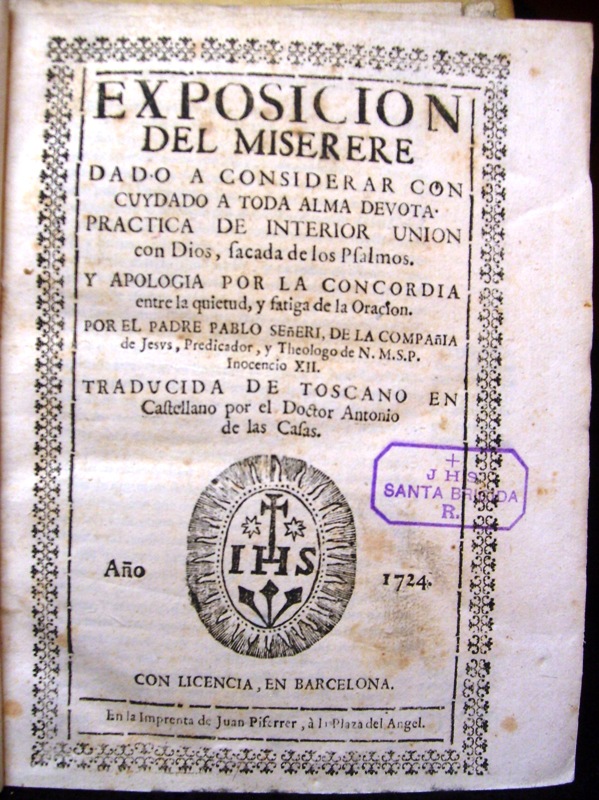 EXPOSICION
DEL MISERERE
DADO A CONSIDERAR CON
CUYDADO A TODA ALMA DEVOTA.
PRACTICA DE INTERIOR UNION
con Dios, sacada de los Psalmos.
Y APOLOGIA POR LA CONCORDIA
entre la quietud, y fatiga de la Oracion.
POR EL PADRE PABLO SEñERI, DE LA COMPAñIA
de Jesvs, Predicador, y Theologo de N. M. S. P.
Inocencio XII.
TRADUCIDA DE TOSCANO EN
Castellano por el Doctor Antonio
de las Casas.
+
JHS
SANTA BRIGIDA
R.
IHS
Año 1724.
CON LICENCIA, EN BARCELONA.
En la Imprenta de Juan Piferrer, à la Plaza del Angel.